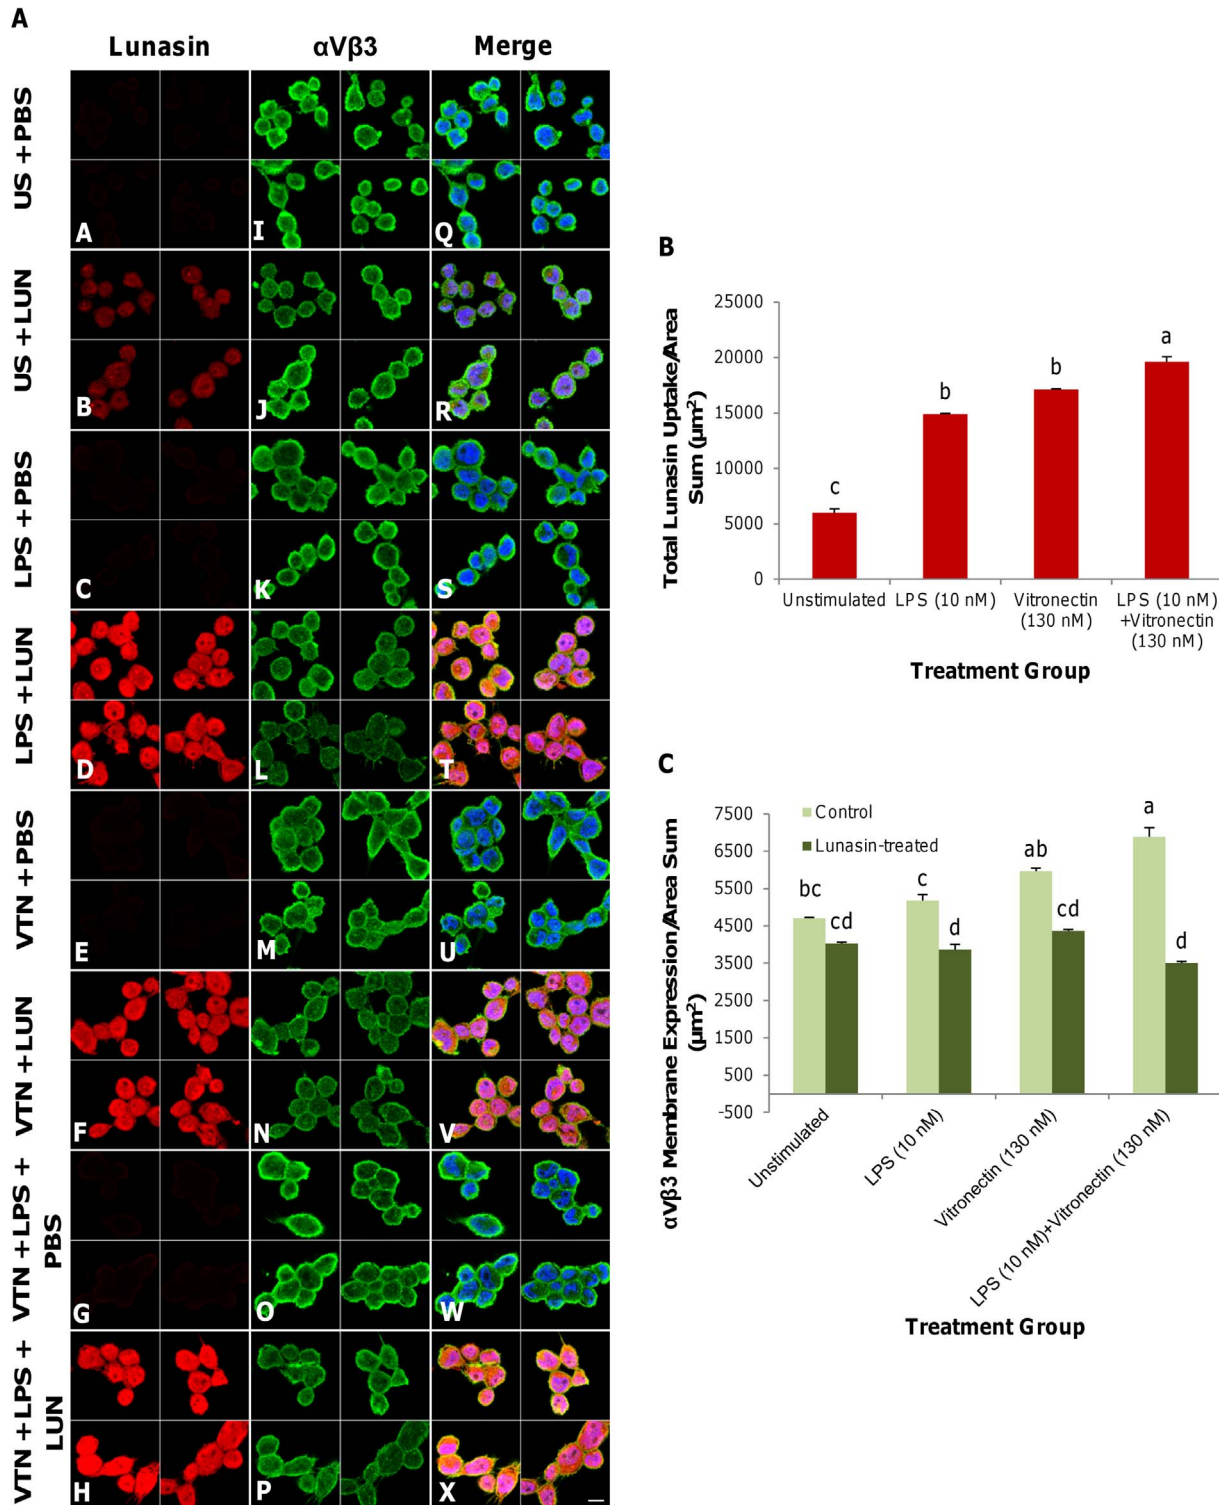 A
Lunasin αVβ3 Merge
US +PBS
A I Q
US +LUN
B J R
LPS +PBS
C K S
LPS +LUN
D L T
VTN +PBS
E M U
VTN +LUN
F N V
VTN +LPS +
PBS
G O W
VTN +LPS +
LUN
H P X
B
Total Lunasin Uptake/Area
Sum (µm²)
25000
20000
15000
10000
5000
0
c
b
b
a
Unstimulated
LPS (10 nM)
Vitronectin
(130 nM)
LPS (10 nM)
+Vitronectin
(130 nM)
Treatment Group
C
αVβ3 Membrane Expression/Area Sum
(µm²)
7500
6500
5500
4500
3500
2500
1500
500
-500
Control
Lunasin-treated
bc
cd
c
d
ab
cd
a
d
Unstimulated
LPS (10 nM)
Vitronectin (130 nM)
LPS (10 nM)+Vitronectin (130 nM)
Treatment Group